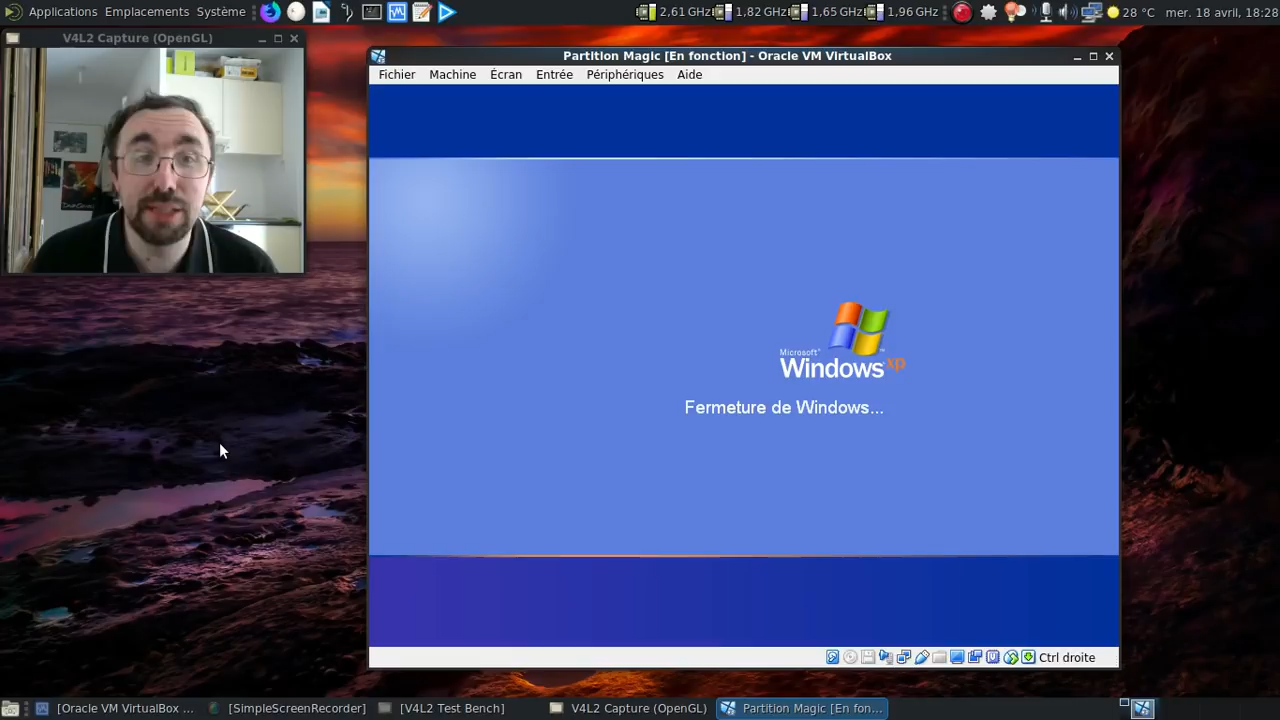 Applications Emplacements Système
2,61 GHz 1,82 GHz 1,65 GHz 1,96 GHz 28 °C mer. 18 avril, 18:28
V4L2 Capture (OpenGL)
Partition Magic [En fonction] - Oracle VM VirtualBox
Fichier Machine Écran Entrée Périphériques Aide
Microsoft
Windows xp
Fermeture de Windows...
Ctrl droite
[Oracle VM VirtualBox ... [SimpleScreenRecorder] [V4L2 Test Bench] V4L2 Capture (OpenGL) Partition Magic [En fon...